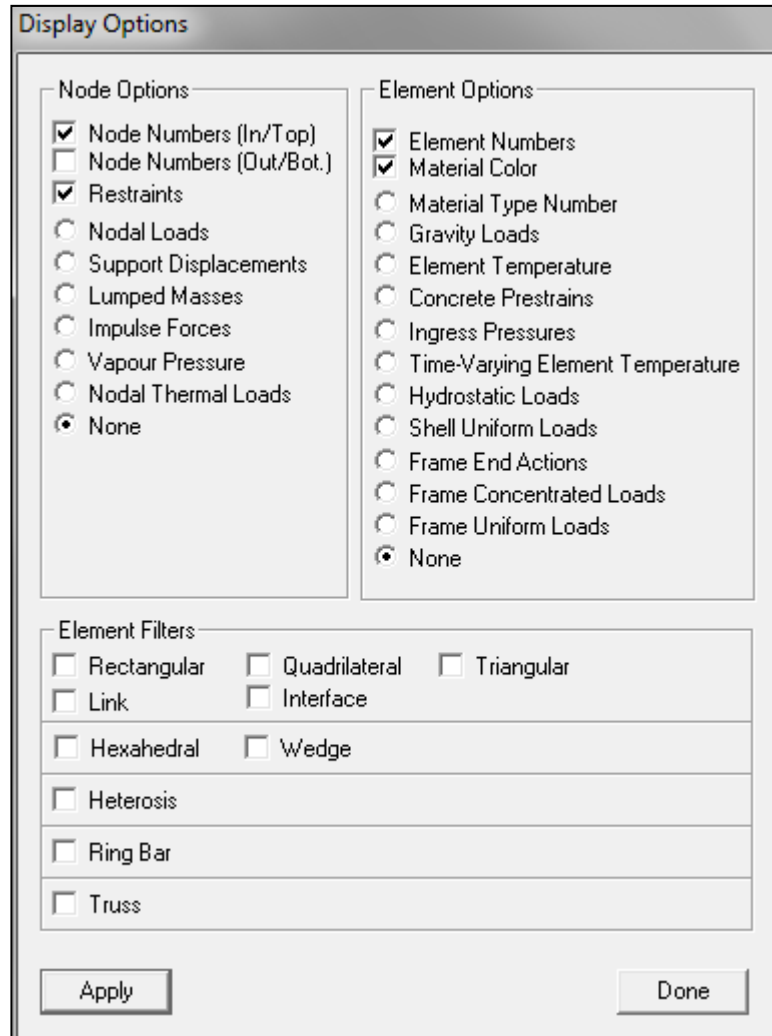 Display Options
Node Options
Node Numbers (In/Top)
Node Numbers (Out/Bot.)
Restraints
Nodal Loads
Support Displacements
Lumped Masses
Impulse Forces
Vapour Pressure
Nodal Thermal Loads
None
Element Options
Element Numbers
Material Color
Material Type Number
Gravity Loads
Element Temperature
Concrete Prestrains
Ingress Pressures
Time-Varying Element Temperature
Hydrostatic Loads
Shell Uniform Loads
Frame End Actions
Frame Concentrated Loads
Frame Uniform Loads
None
Element Filters
Rectangular Quadrilateral Triangular
Link Interface
Hexahedral Wedge
Heterosis
Ring Bar
Truss
Apply Done